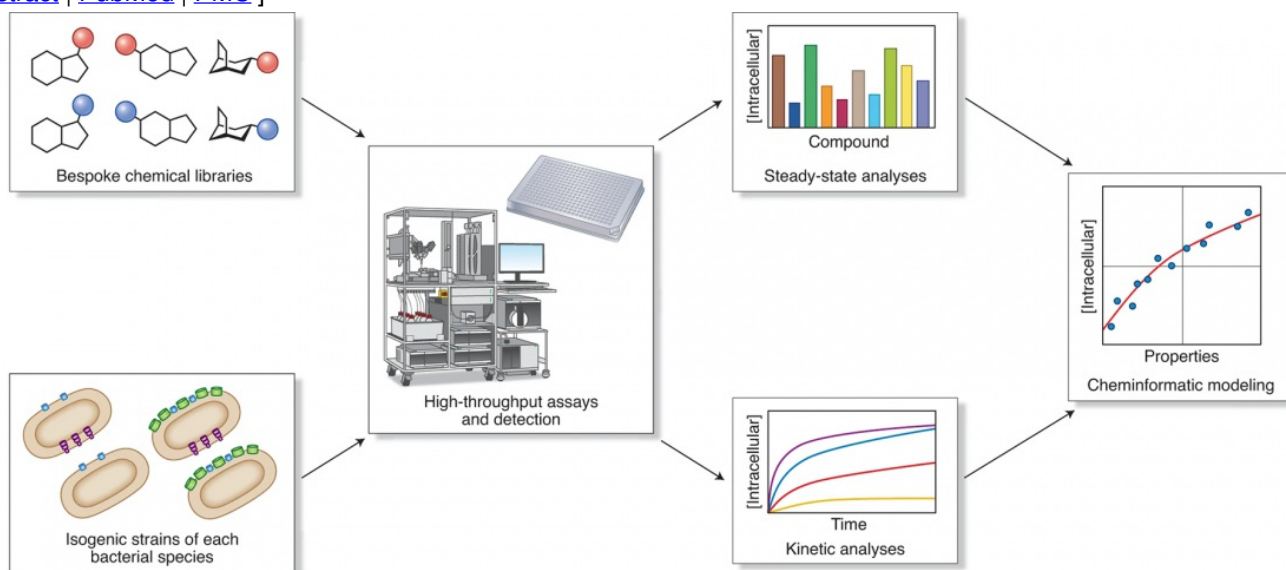 | PubMed |
]
Bespoke chemical libraries
Isogenic strains of each
bacterial species
High-throughput assays
and detection
[Intracellular]
Compound
Steady-state analyses
[Intracellular]
Time
Kinetic analyses
[Intracellular]
Properties
Cheminformatic modeling